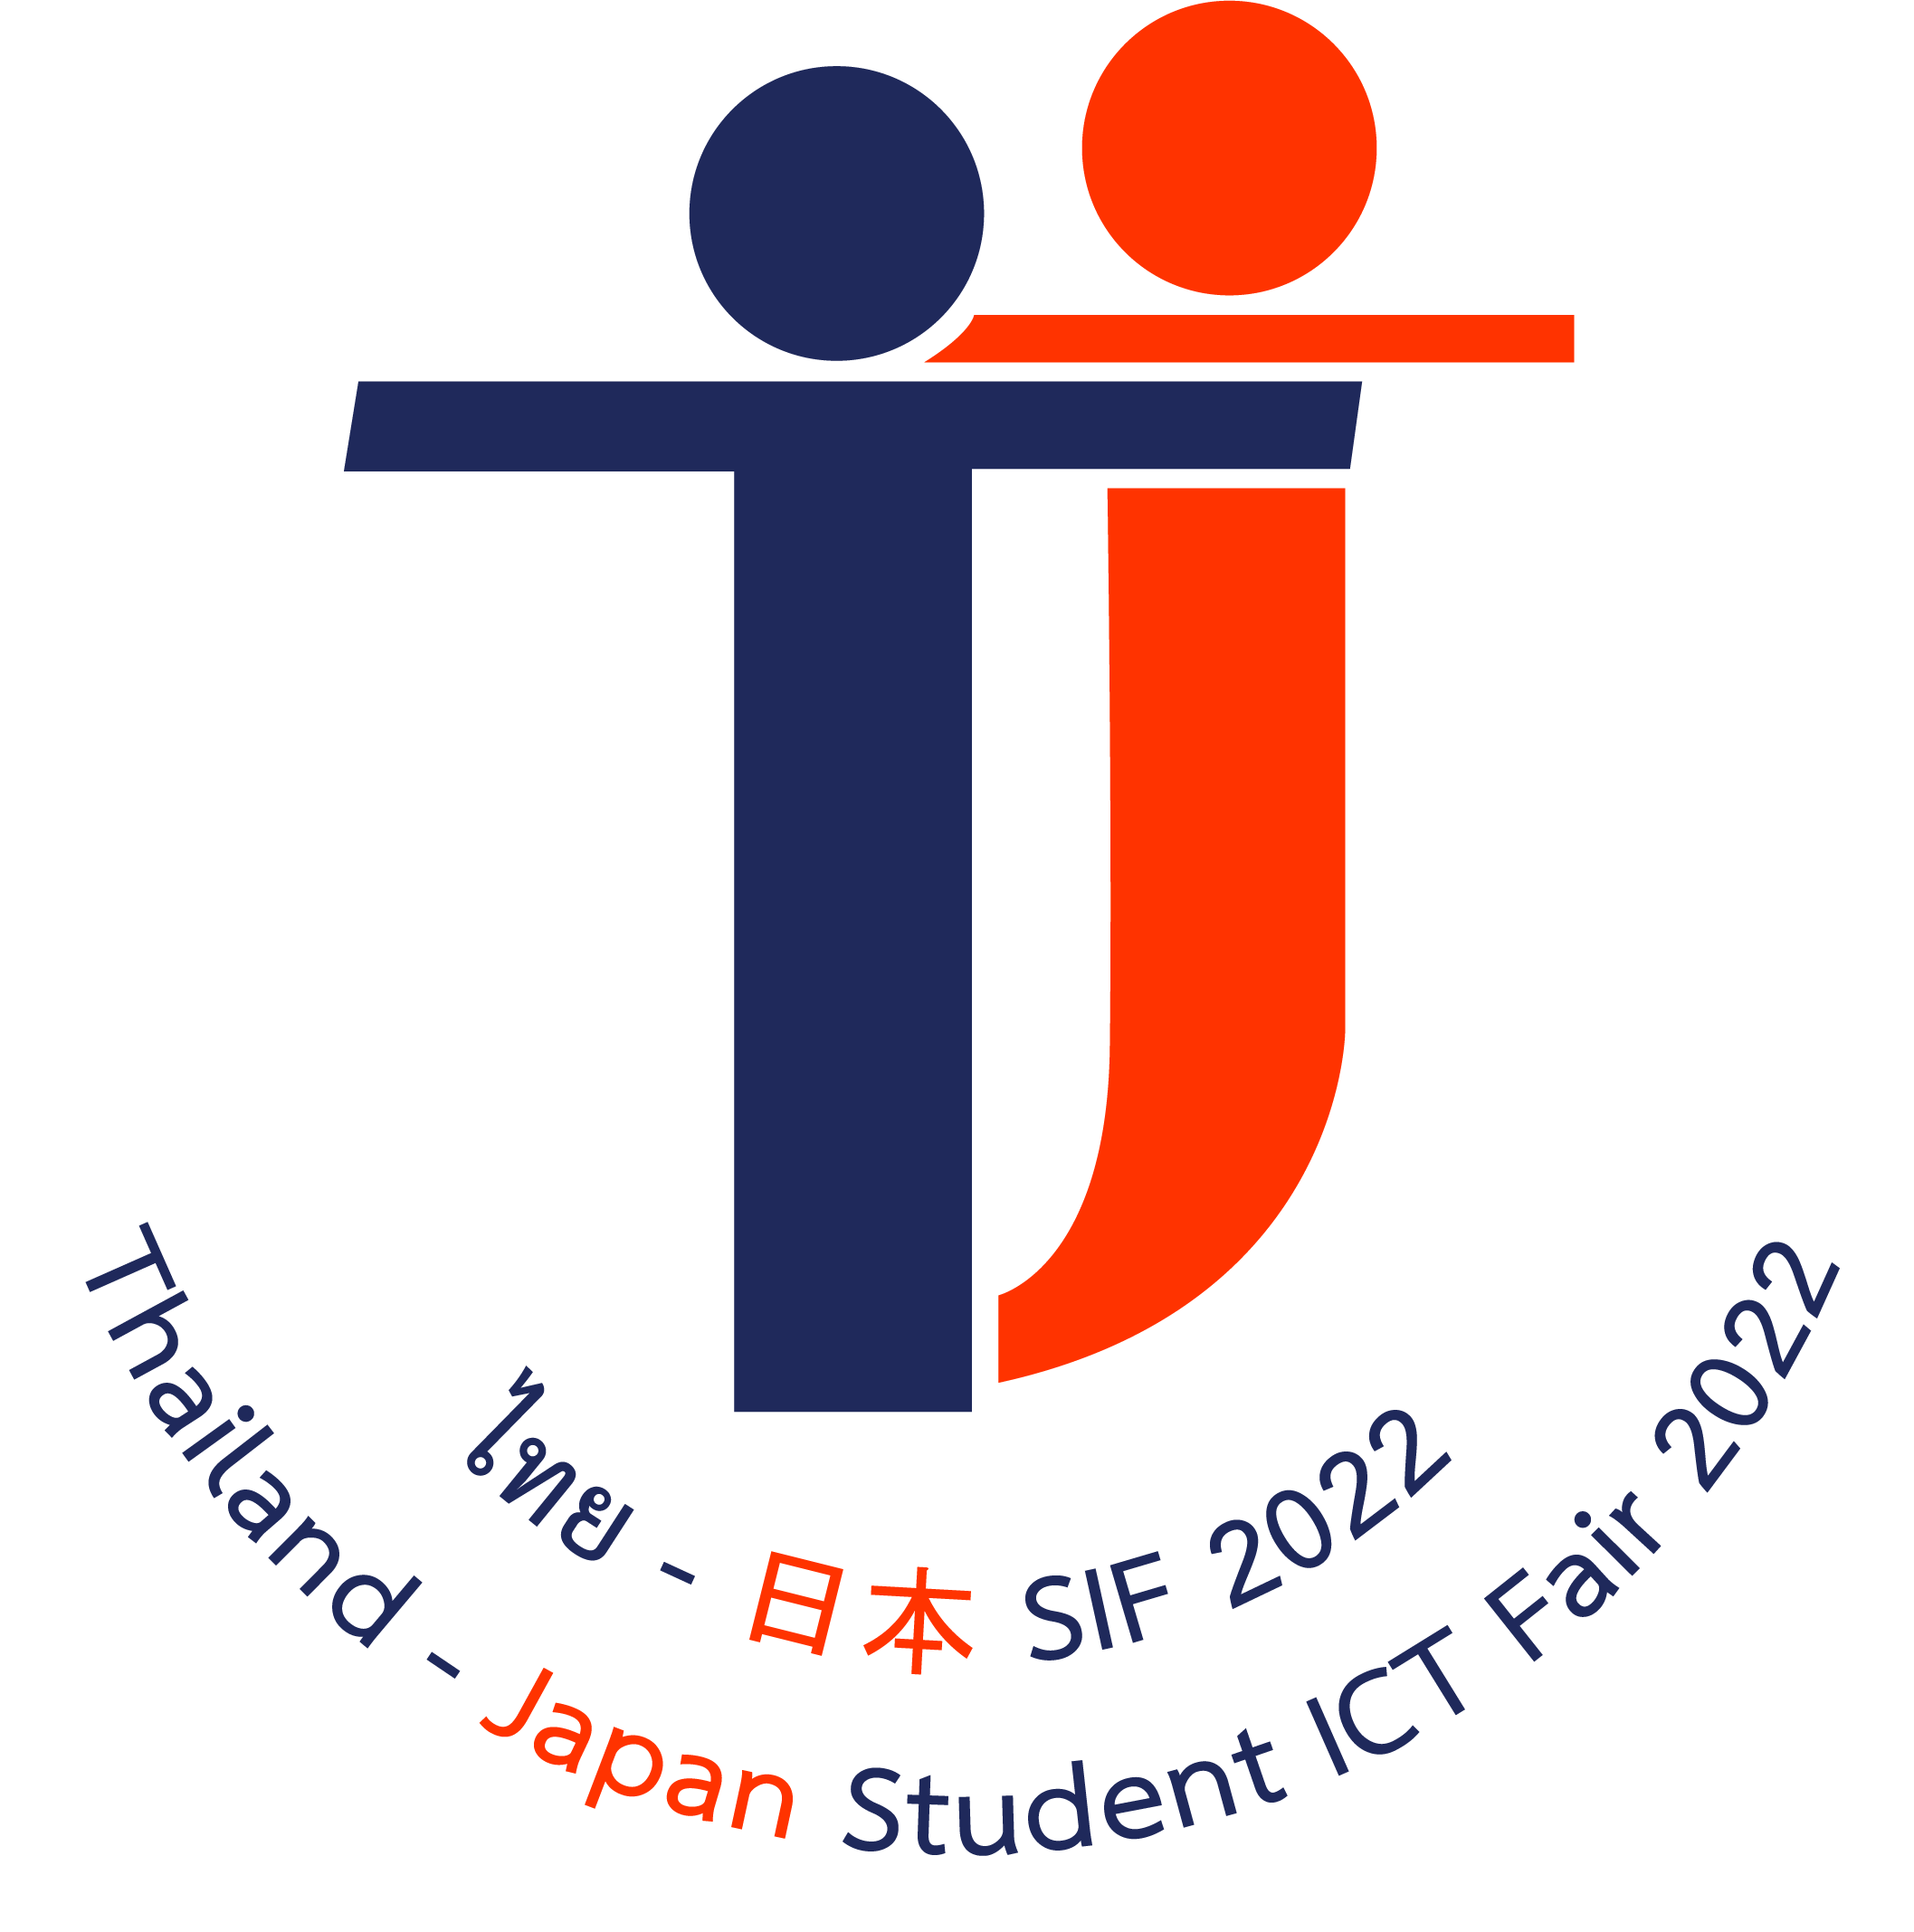 ไทย - 日本 SIF 2022
Thailand - Japan Student ICT Fair 2022